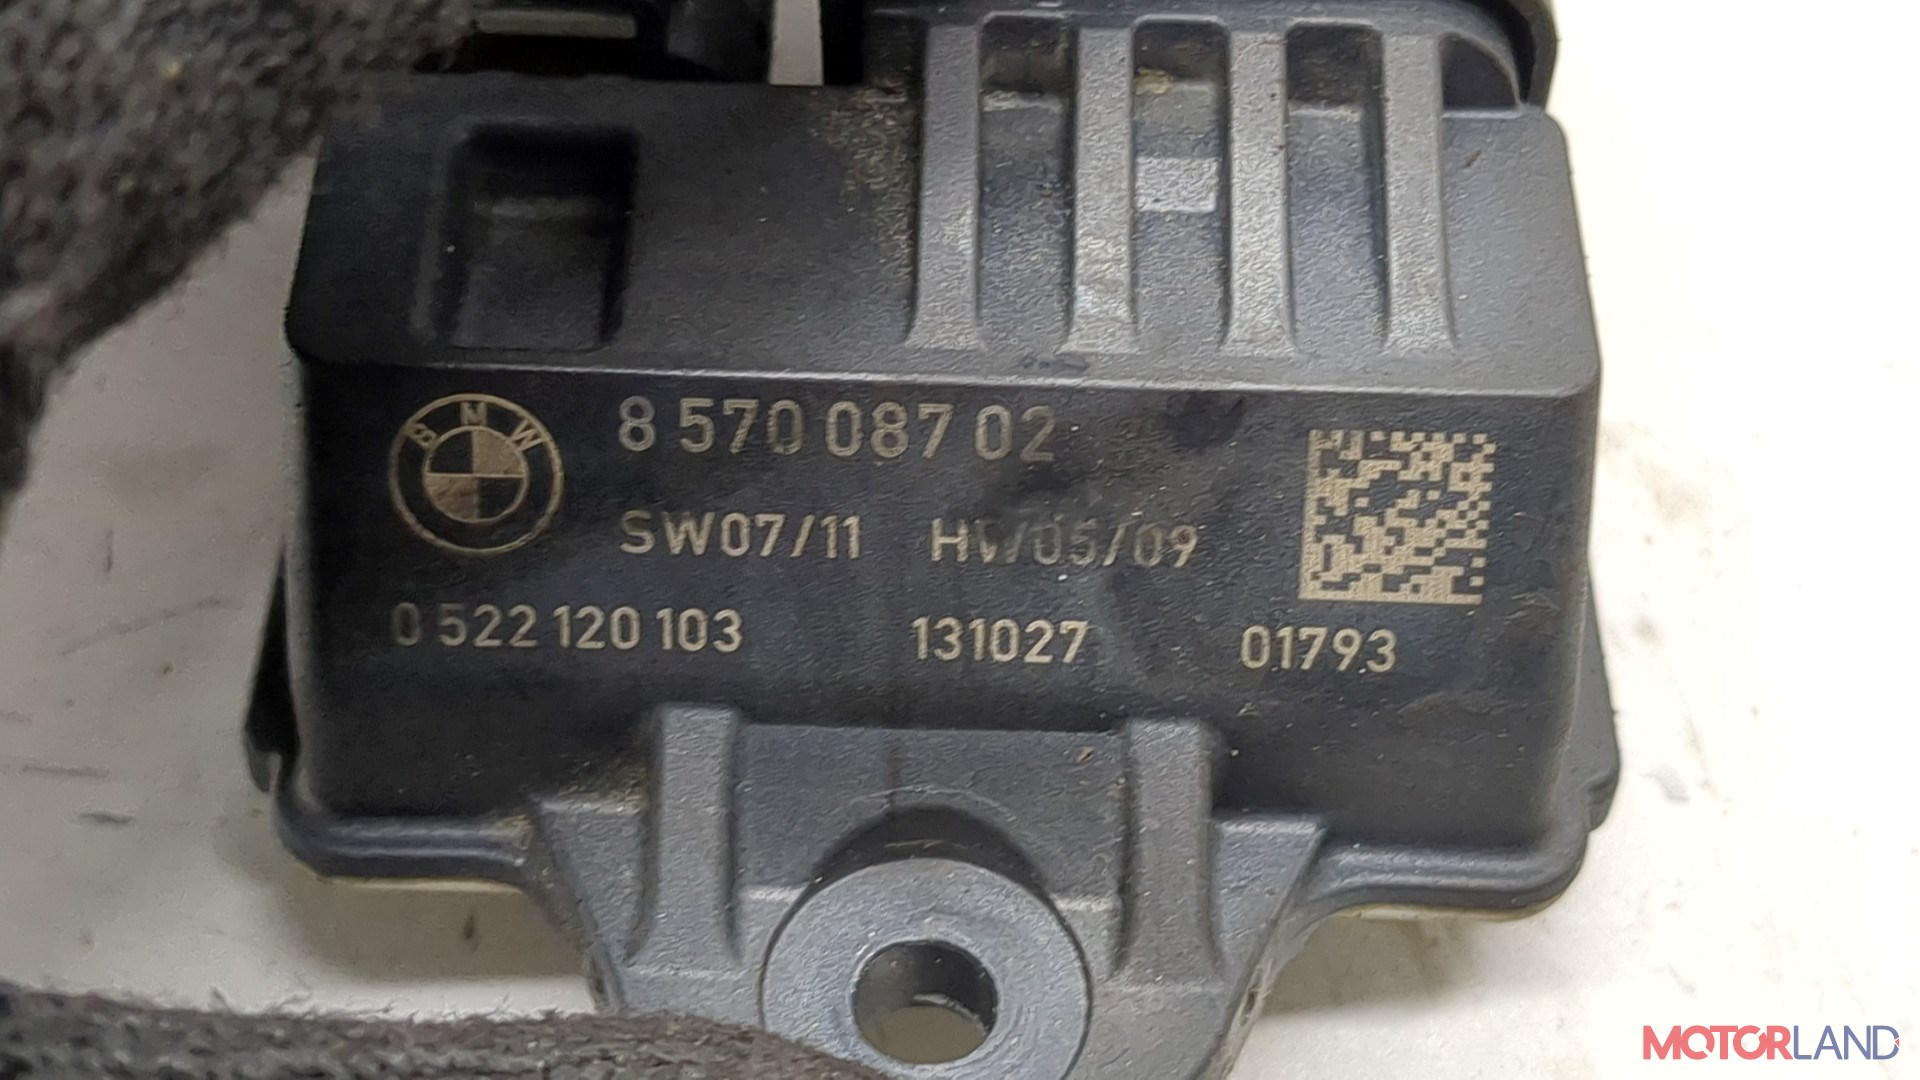 BMW
8 570 087 02
SW07/11 HW05/09
0 522 120 103 131027 01793
MOTORLAND